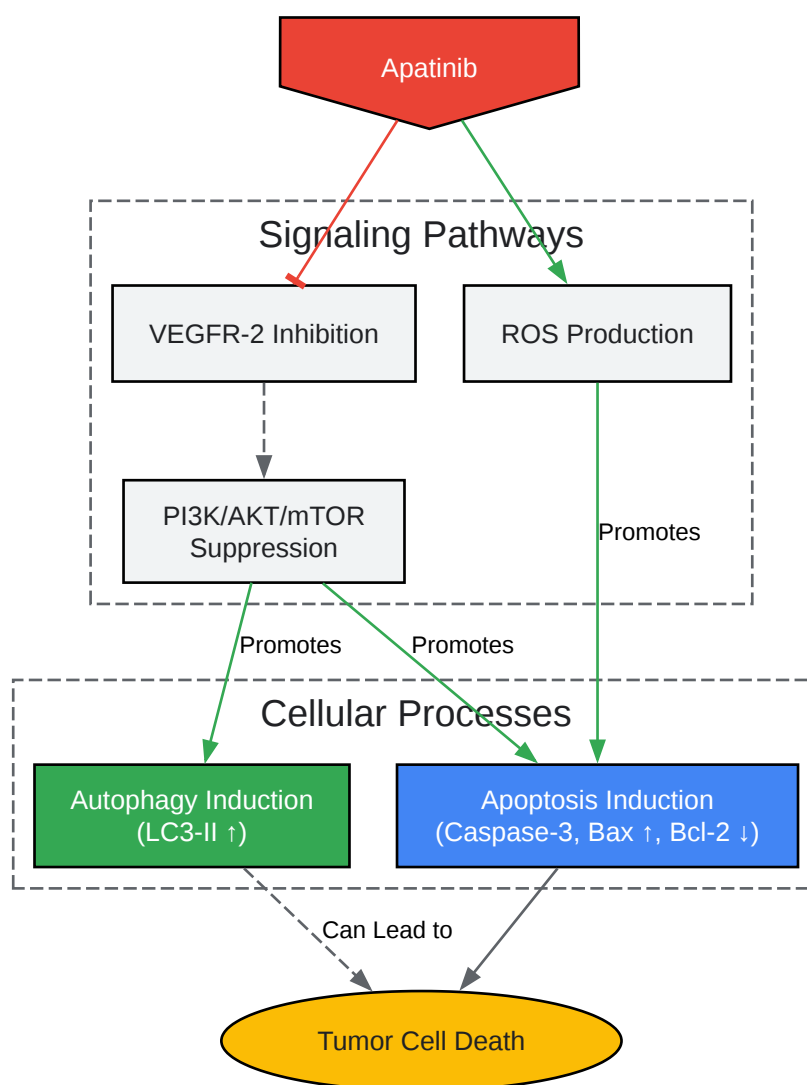 Apatinib
Signaling Pathways
VEGFR-2 Inhibition
ROS Production
PI3K/AKT/mTOR
Suppression
Promotes
Promotes
Promotes
Cellular Processes
Autophagy Induction
(LC3-II ↑)
Apoptosis Induction
(Caspase-3, Bax ↑, Bcl-2 ↓)
Can Lead to
Tumor Cell Death